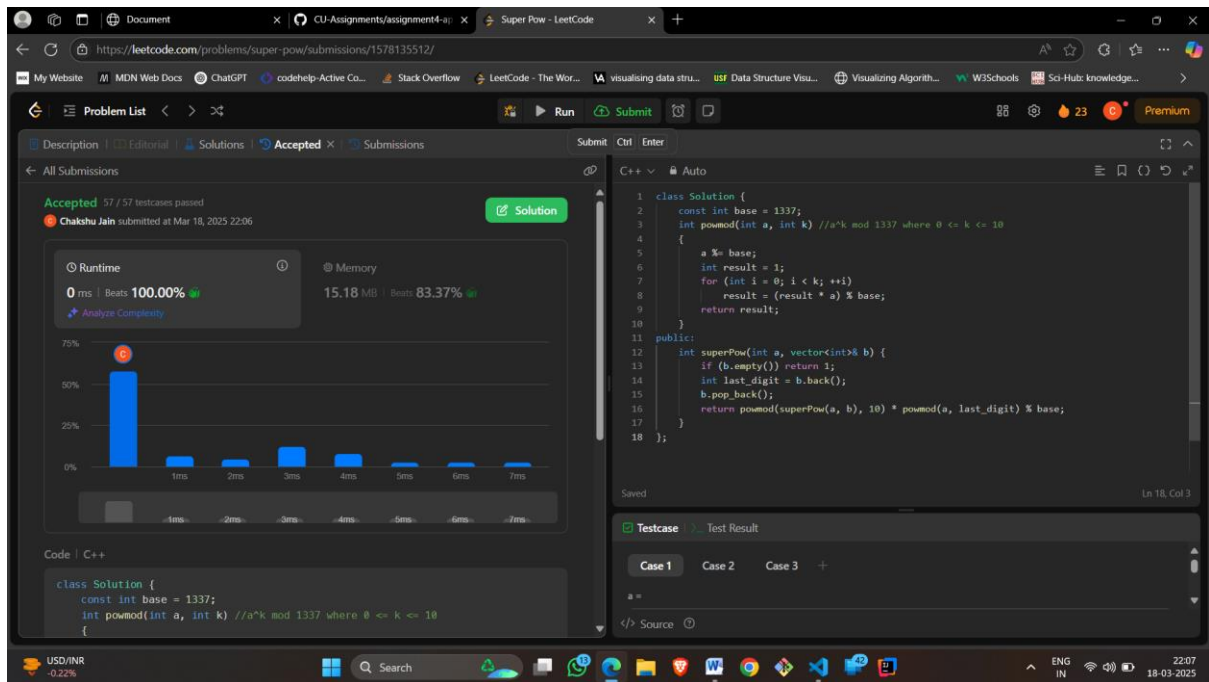 Document
CU-Assignments/assignment4-ap
Super Pow - LeetCode
https://leetcode.com/problems/super-pow/submissions/1578135512/
My Website
MDN Web Docs
ChatGPT
codehelp-Active Co...
Stack Overflow
LeetCode - The Wor...
visualising data stru...
USF Data Structure Visu...
Visualizing Algorith...
W3Schools
Sci-Hub: knowledge...
Problem List
Run
Submit
23
Premium
Description
Editorial
Solutions
Accepted
Submissions
Submit Ctrl Enter
All Submissions
Accepted 57 / 57 testcases passed
Chakshu Jain submitted at Mar 18, 2025 22:06
Solution
Runtime
0 ms | Beats 100.00%
Analyze Complexity
Memory
15.18 MB | Beats 83.37%
75%
50%
25%
0%
C
1ms 2ms 3ms 4ms 5ms 6ms 7ms
1ms 2ms 3ms 4ms 5ms 6ms 7ms
Code | C++
class Solution {
const int base = 1337;
int powmod(int a, int k) //a^k mod 1337 where 0 <= k <= 10
{
C++
Auto
1 class Solution {
2 const int base = 1337;
3 int powmod(int a, int k) //a^k mod 1337 where 0 <= k <= 10
4 {
5 a %= base;
6 int result = 1;
7 for (int i = 0; i < k; ++i)
8 result = (result * a) % base;
9 return result;
10 }
11 public:
12 int superPow(int a, vector<int>& b) {
13 if (b.empty()) return 1;
14 int last_digit = b.back();
15 b.pop_back();
16 return powmod(superPow(a, b), 10) * powmod(a, last_digit) % base;
17 }
18 };
Saved
Ln 18, Col 3
Testcase
Test Result
Case 1
Case 2
Case 3
a =
Source
USD/INR
-0.22%
Search
13
42
ENG
IN
22:07
18-03-2025